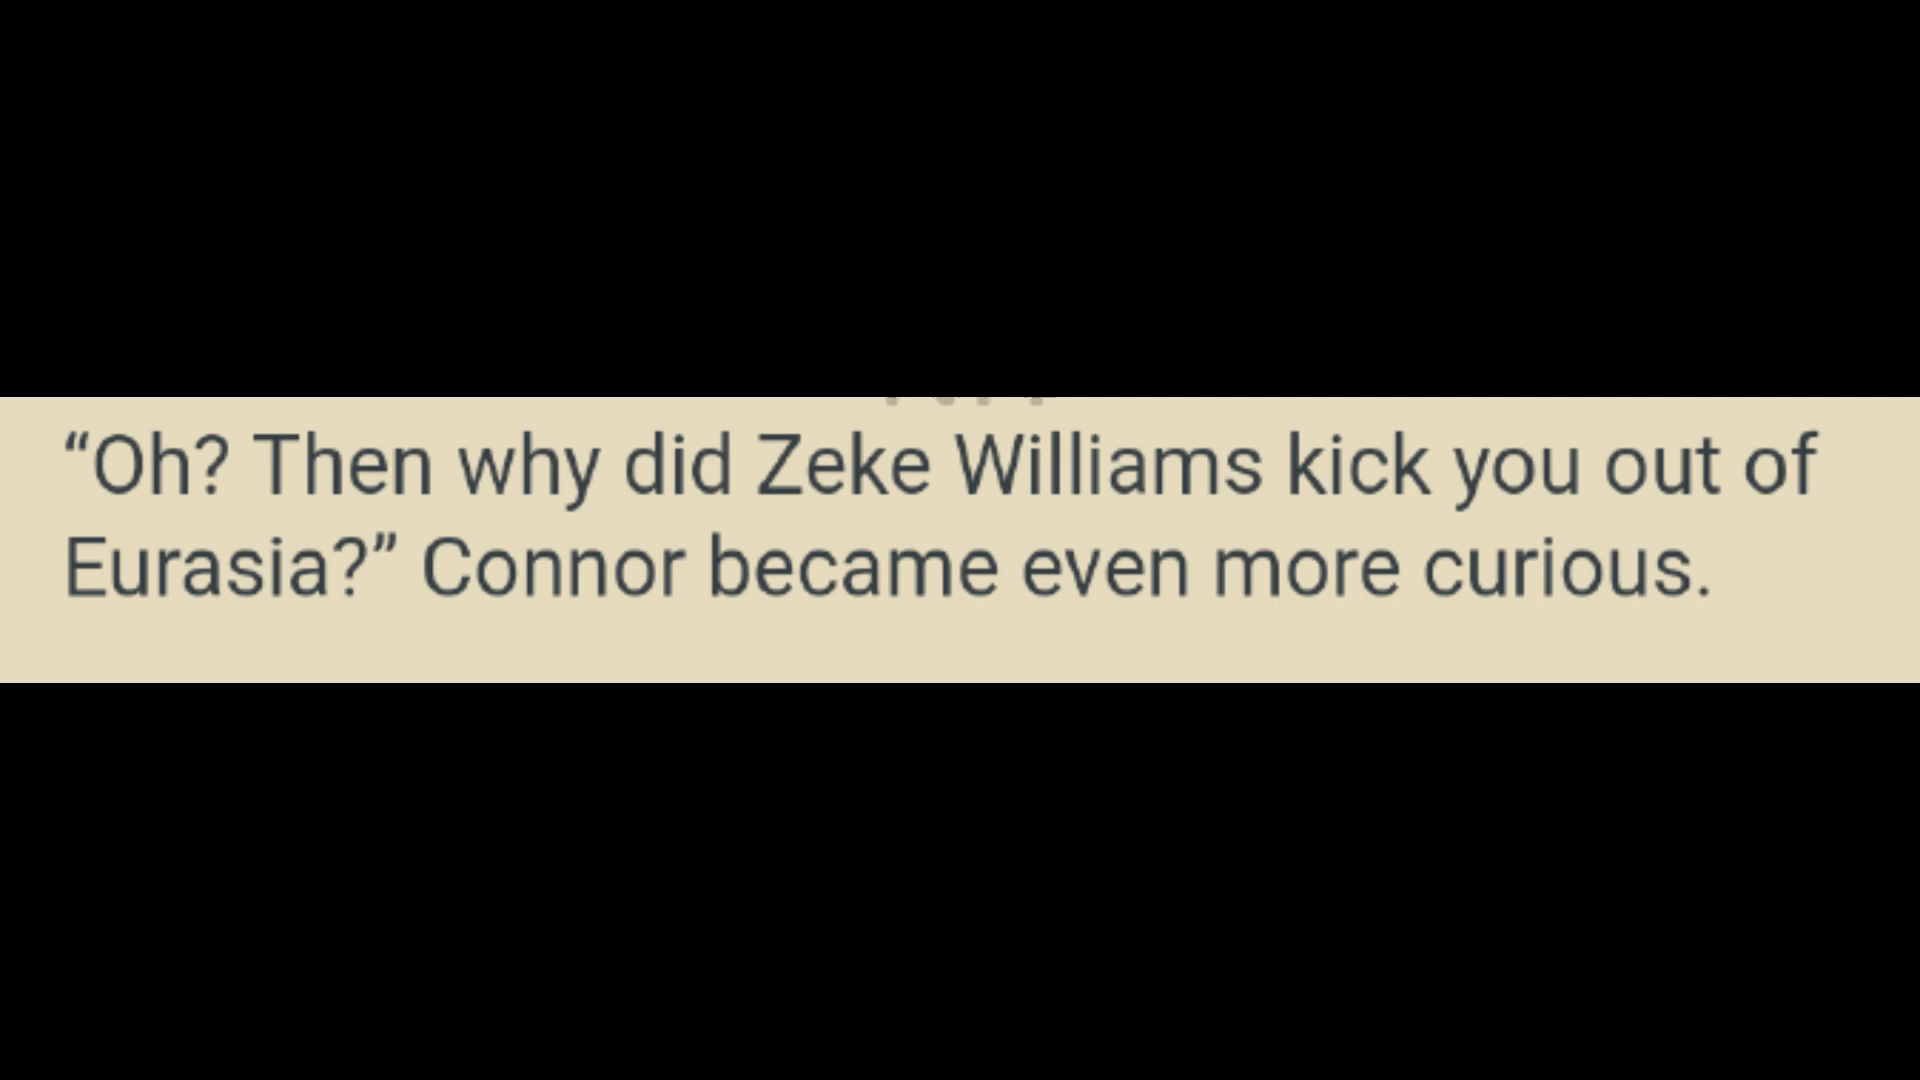 “Oh? Then why did Zeke Williams kick you out of
Eurasia?” Connor became even more curious.